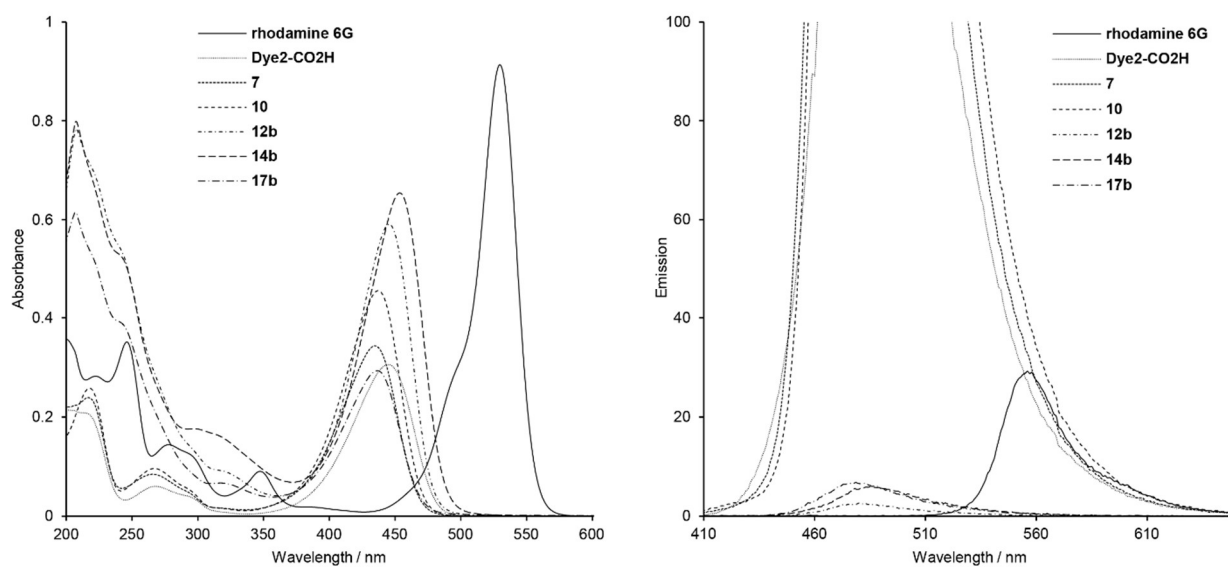 1
0.8
0.6
0.4
0.2
0
Absorbance
200 250 300 350 400 450 500 550 600
Wavelength / nm
rhodamine 6G
Dye2-CO2H
7
10
12b
14b
17b
100
80
60
40
20
0
Emission
410 460 510 560 610
Wavelength / nm
rhodamine 6G
Dye2-CO2H
7
10
12b
14b
17b